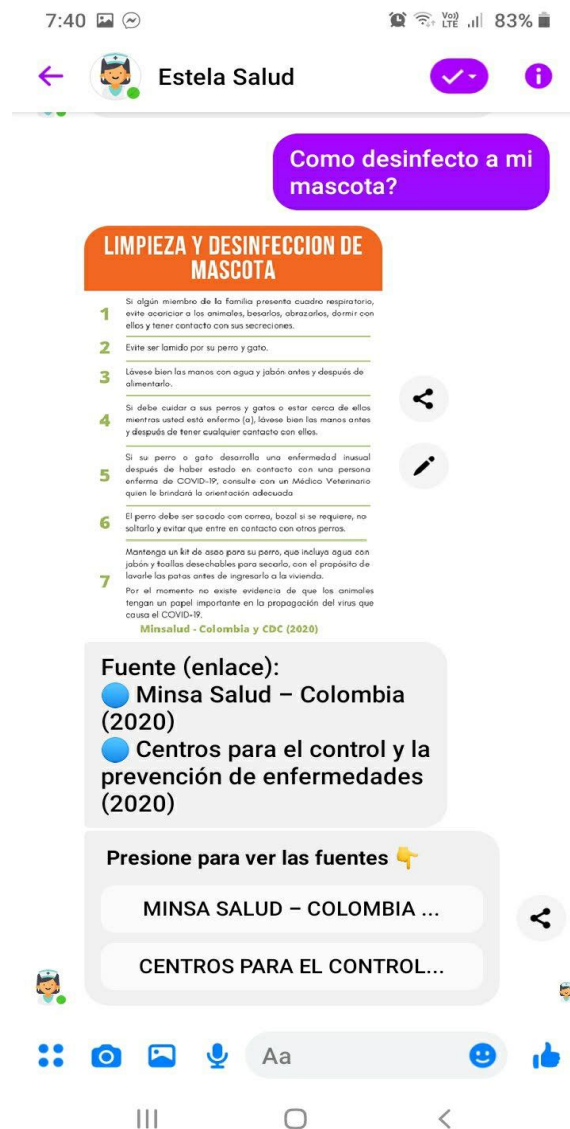 7:40
Vo))
LTE
83%
Estela Salud
Como desinfecto a mi
mascota?
LIMPIEZA Y DESINFECCION DE
MASCOTA
1
Si algún miembro de la familia presenta cuadro respiratorio,
evite acariciar a los animales, besarlos, abrazarlos, dormir con
ellos y tener contacto con sus secreciones.
2
Evite ser lamido por su perro y gato.
3
Lávese bien las manos con agua y jabón antes y después de
alimentarlo.
4
Si debe cuidar a sus perros y gatos o estar cerca de ellos
mientras usted está enfermo (a), lávese bien las manos antes
y después de tener cualquier contacto con ellos.
5
Si su perro o gato desarrolla una enfermedad inusual
después de haber estado en contacto con una persona
enferma de COVID-19, consulte con un Médico Veterinario
quien le brindará la orientación adecuada
6
El perro debe ser sacado con correa, bozal si se requiere, no
soltarlo y evitar que entre en contacto con otros perros.
7
Mantenga un kit de aseo para su perro, que incluya agua con
jabón y toallas desechables para secarlo, con el propósito de
lavarle las patas antes de ingresarlo a la vivienda.
Por el momento no existe evidencia de que los animales
tengan un papel importante en la propagación del virus que
causa el COVID-19.
Minsalud - Colombia y CDC (2020)
Fuente (enlace):
🔵 Minsa Salud – Colombia
(2020)
🔵 Centros para el control y la
prevención de enfermedades
(2020)
Presione para ver las fuentes 👇
MINSA SALUD – COLOMBIA ...
CENTROS PARA EL CONTROL...
Aa